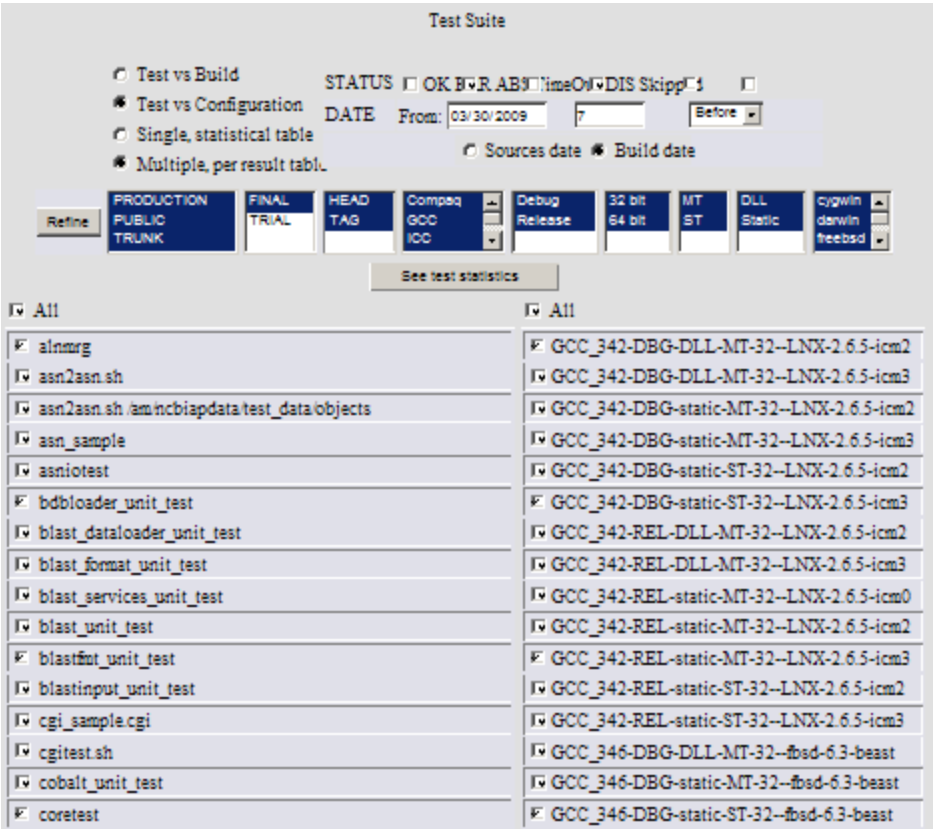 Test Suite
Test vs Build
Test vs Configuration
Single, statistical table
Multiple, per result table
STATUS OK R ABS DIS
DATE From: 03/30/2009 7 Before
Sources date Build date
Refine
PRODUCTION
PUBLIC
TRUNK
FINAL
TRIAL
HEAD
TAG
Compaq
GCC
ICC
Debug
Release
32 bit
64 bit
MT
ST
DLL
Static
cygwin
darwin
freebsd
See test statistics
All
alnmrg
asn2asn.sh
asn2asn.sh /am/ncbiapdata/test_data/objects
asn_sample
asniotest
bdbloader_unit_test
blast_dataloader_unit_test
blast_format_unit_test
blast_services_unit_test
blast_unit_test
blastfmt_unit_test
blastinput_unit_test
cgi_sample.cgi
cgitest.sh
cobalt_unit_test
coretest
All
GCC_342-DBG-DLL-MT-32--LNX-2.6.5-icm2
GCC_342-DBG-DLL-MT-32--LNX-2.6.5-icm3
GCC_342-DBG-static-MT-32--LNX-2.6.5-icm2
GCC_342-DBG-static-MT-32--LNX-2.6.5-icm3
GCC_342-DBG-static-ST-32--LNX-2.6.5-icm2
GCC_342-DBG-static-ST-32--LNX-2.6.5-icm3
GCC_342-REL-DLL-MT-32--LNX-2.6.5-icm2
GCC_342-REL-DLL-MT-32--LNX-2.6.5-icm3
GCC_342-REL-static-MT-32--LNX-2.6.5-icm0
GCC_342-REL-static-MT-32--LNX-2.6.5-icm2
GCC_342-REL-static-MT-32--LNX-2.6.5-icm3
GCC_342-REL-static-ST-32--LNX-2.6.5-icm2
GCC_342-REL-static-ST-32--LNX-2.6.5-icm3
GCC_346-DBG-DLL-MT-32--fbsd-6.3-beast
GCC_346-DBG-static-MT-32--fbsd-6.3-beast
GCC_346-DBG-static-ST-32--fbsd-6.3-beast